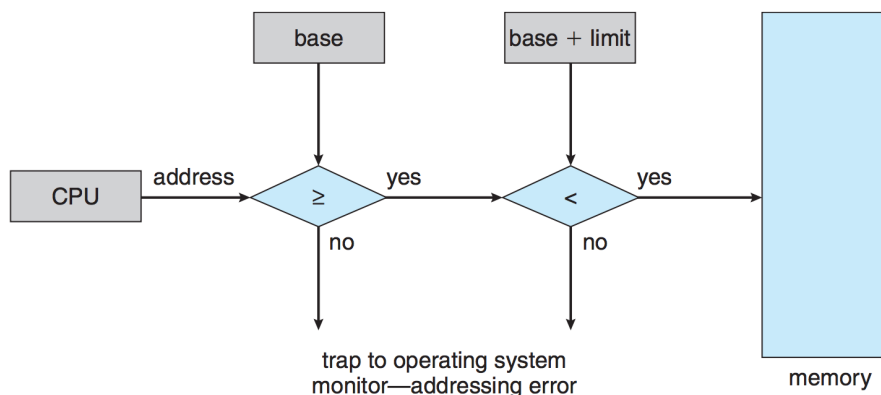 base
base + limit
CPU
address
≥
yes
<
yes
no
no
trap to operating system
monitor—addressing error
memory